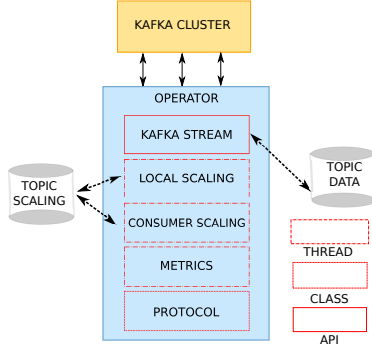 KAFKA CLUSTER
OPERATOR
KAFKA STREAM
LOCAL SCALING
CONSUMER SCALING
METRICS
PROTOCOL
TOPIC
SCALING
TOPIC
DATA
THREAD
CLASS
API